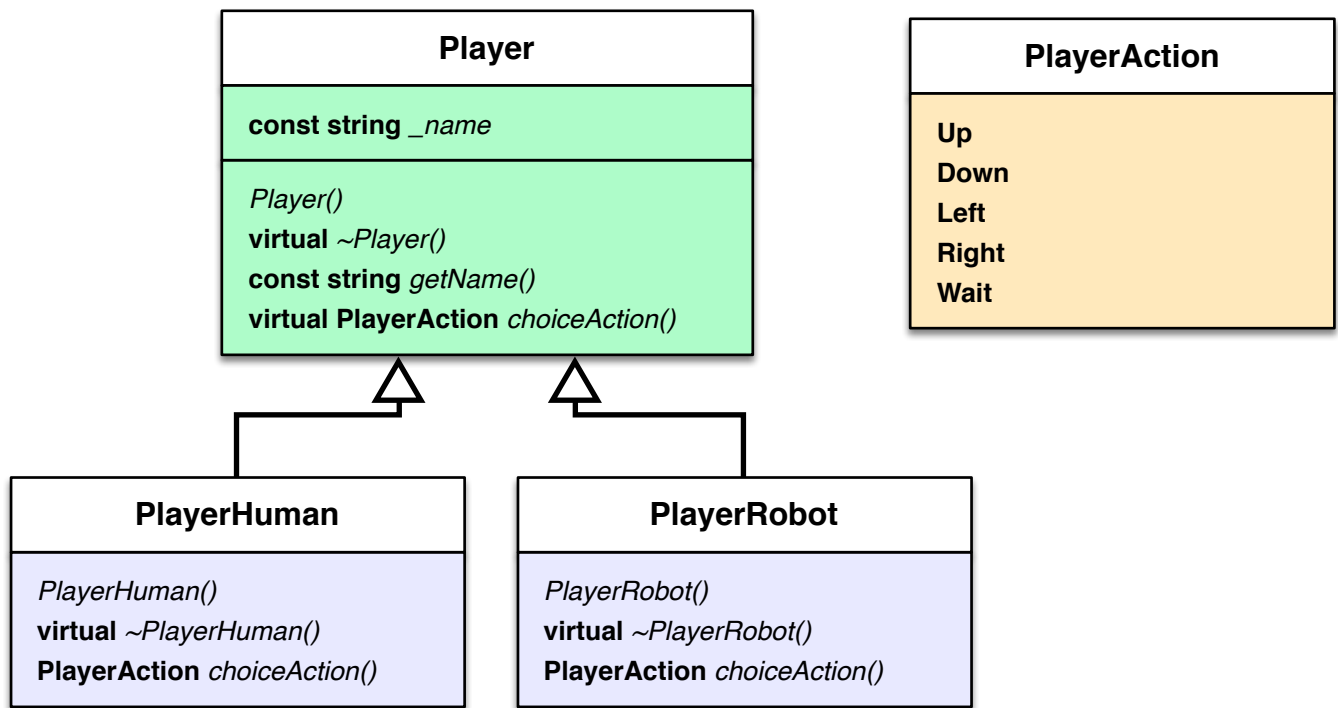 Player
const string _name
Player()
virtual ~Player()
const string getName()
virtual PlayerAction choiceAction()
PlayerAction
Up
Down
Left
Right
Wait
PlayerHuman
PlayerHuman()
virtual ~PlayerHuman()
PlayerAction choiceAction()
PlayerRobot
PlayerRobot()
virtual ~PlayerRobot()
PlayerAction choiceAction()